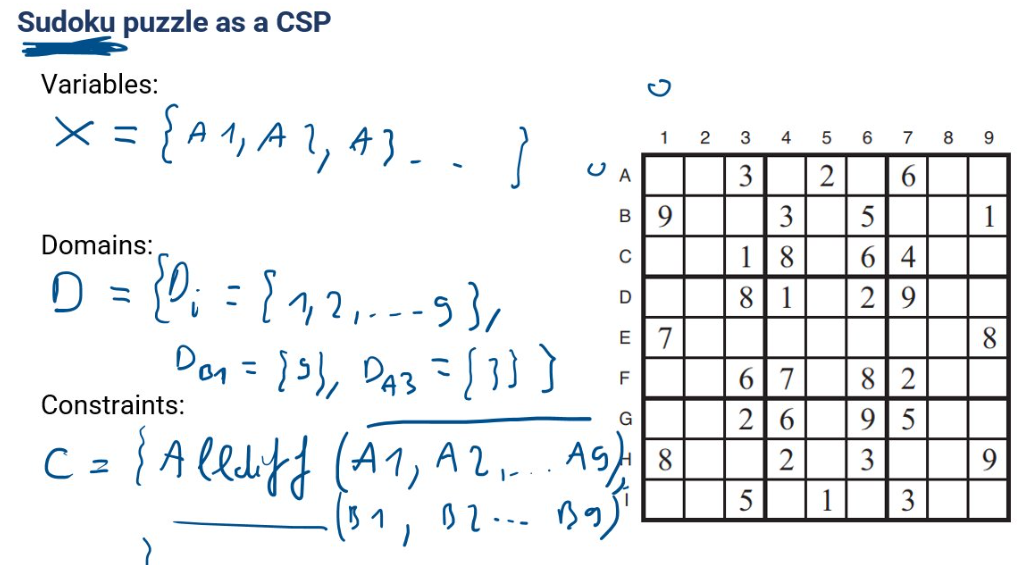 Sudoku puzzle as a CSP
Variables:
X = {A1, A2, A3 - - }
Domains:
D = {Di = {1,2,...9},
DB1 = {9}, DA3 = {3} }
Constraints:
C = { Alldiff (A1, A2,... A9),
(B1, B2... B9)
}
1 2 3 4 5 6 7 8 9
A 3 2 6
B 9 3 5 1
C 1 8 6 4
D 8 1 2 9
E 7 8
F 6 7 8 2
G 2 6 9 5
H 8 2 3 9
I 5 1 3